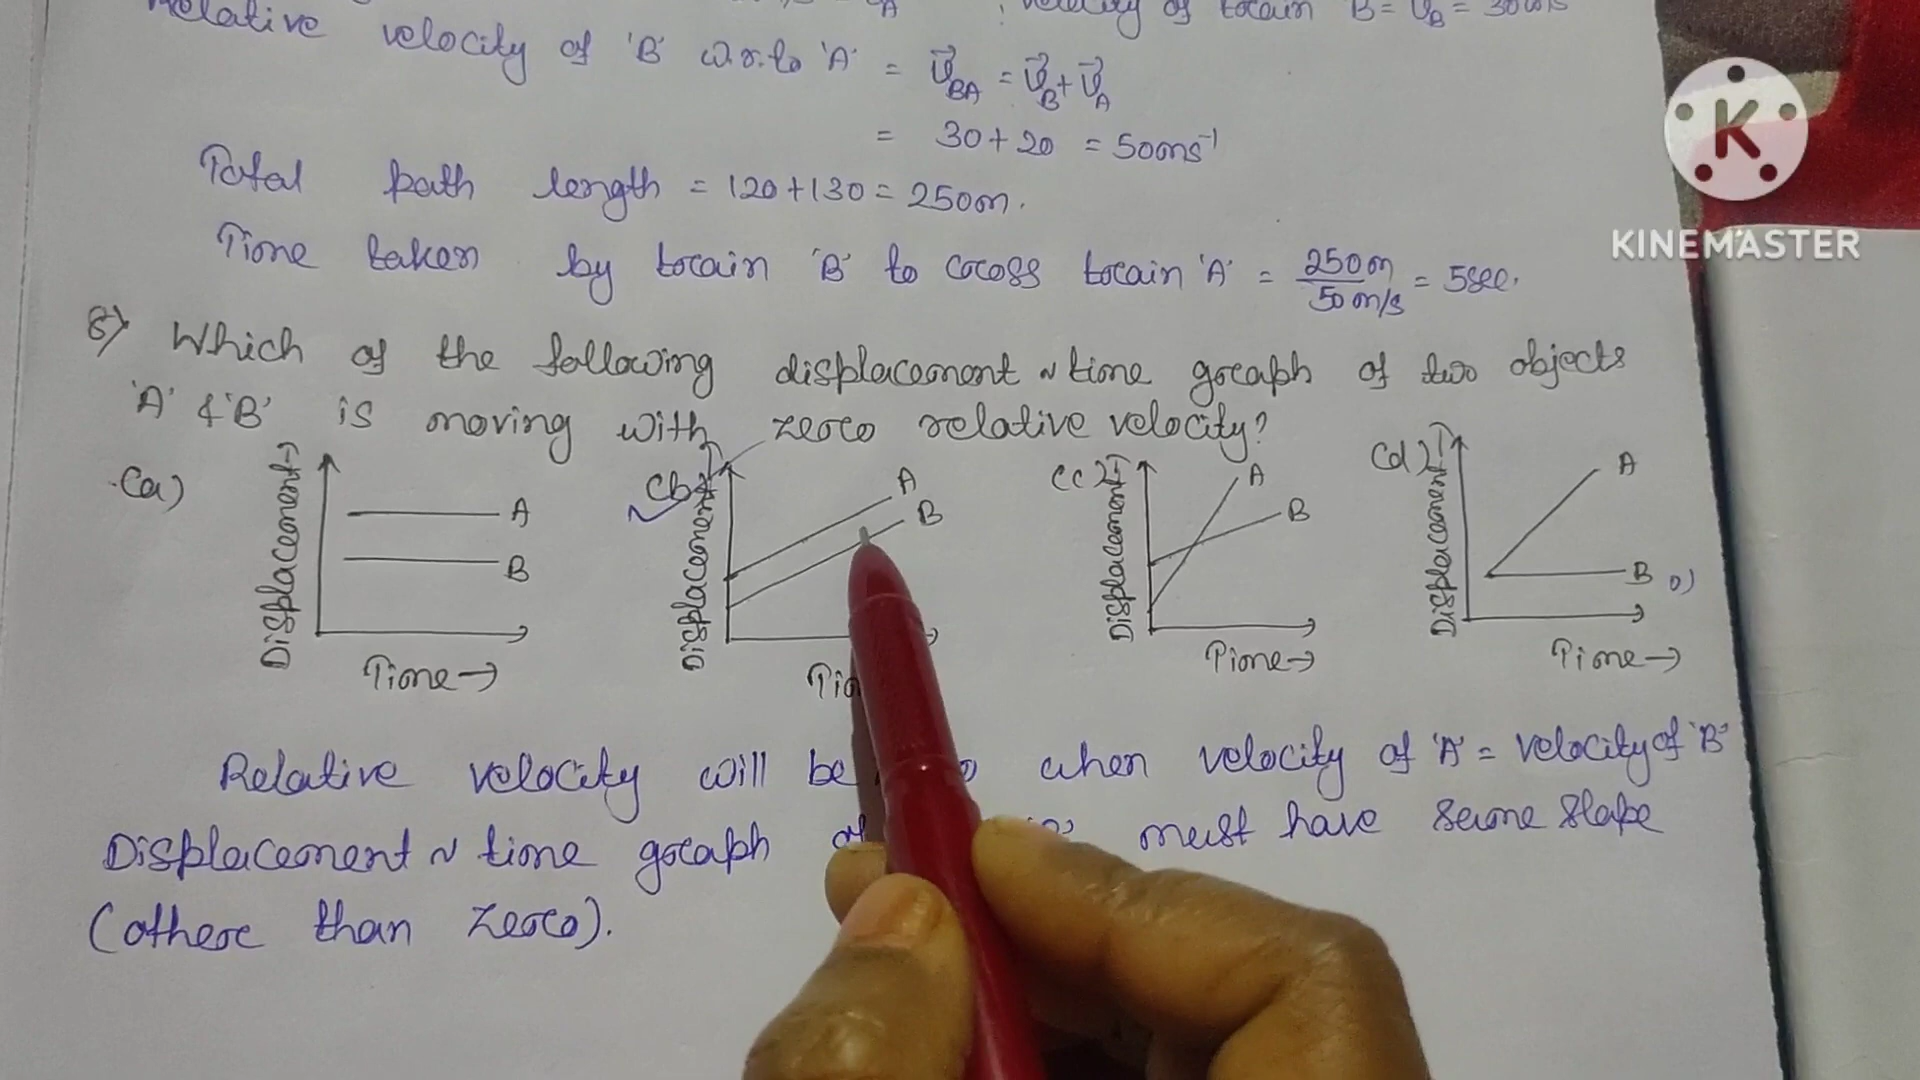 Relative velocity of 'B' w.r.to 'A' = v⃗BA = v⃗B + v⃗A
= 30 + 20 = 50ms⁻¹
Total path length = 120+130 = 250m.
Time taken by train 'B' to cross train 'A' = 250m / 50m/s = 5sec.
8) Which of the following displacement ~ time graph of two objects
'A' & 'B' is moving with zero relative velocity?
(a) Displacement→ A B Time→
(b) Displacement→ A B
(c) Displacement→ A B Time→
(d) Displacement→ A B Time→
Relative velocity will be when velocity of 'A' = velocity of 'B'
Displacement ~ time graph of must have same slope
(other than zero).
K
KINEMASTER